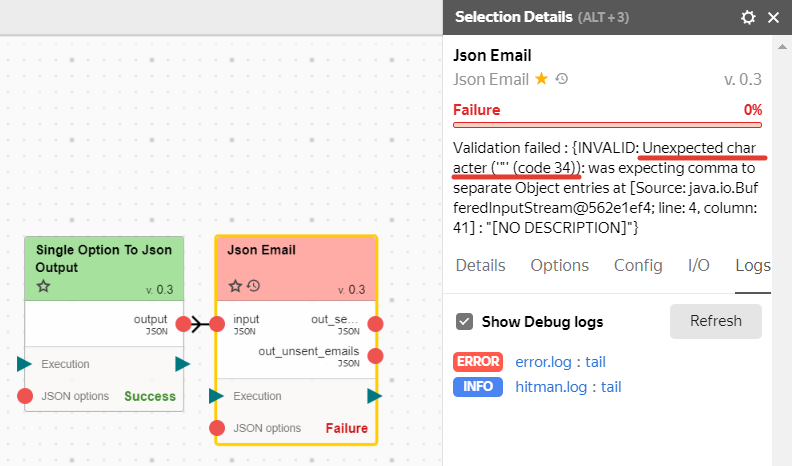 Selection Details (ALT + 3)
Json Email
Json Email v. 0.3
Failure 0%
Validation failed : {INVALID: Unexpected char
acter ('"' (code 34)): was expecting comma to
separate Object entries at [Source: java.io.Buf
feredInputStream@562e1ef4; line: 4, column:
41] : "[NO DESCRIPTION]"}
Details Options Config I/O Logs
Show Debug logs Refresh
ERROR error.log : tail
INFO hitman.log : tail
Single Option To Json
Output
v. 0.3
output
JSON
Execution
JSON options Success
Json Email
v. 0.3
input out_se...
JSON JSON
out_unsent_emails
JSON
Execution
JSON options Failure